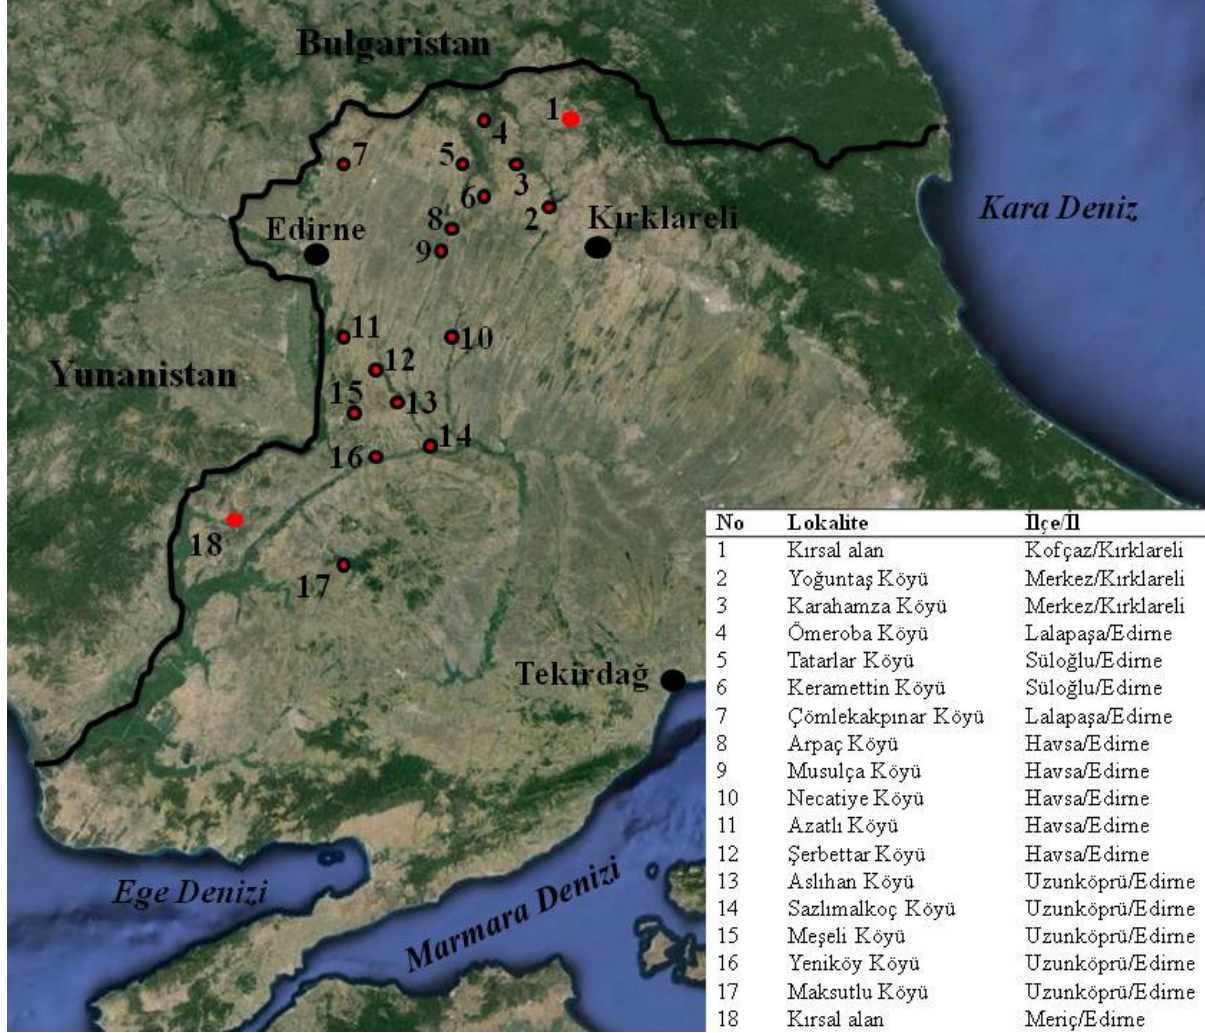 Bulgaristan
1
4
7
5
3
6
2
Kırklareli
Kara Deniz
8
Edirne
9
11
10
12
Yunanistan
15
13
14
16
18
17
Tekirdağ
Ege Denizi
Marmara Denizi
No Lokalite İlçe/İl
1 Kırsal alan Kofçaz/Kırklareli
2 Yoğuntaş Köyü Merkez/Kırklareli
3 Karahamza Köyü Merkez/Kırklareli
4 Ömeroba Köyü Lalapaşa/Edirne
5 Tatarlar Köyü Süloğlu/Edirne
6 Keramettin Köyü Süloğlu/Edirne
7 Çömlekakpınar Köyü Lalapaşa/Edirne
8 Arpaç Köyü Havsa/Edirne
9 Musulça Köyü Havsa/Edirne
10 Necatiye Köyü Havsa/Edirne
11 Azatlı Köyü Havsa/Edirne
12 Şerbettar Köyü Havsa/Edirne
13 Aslıhan Köyü Uzunköprü/Edirne
14 Sazlımalkoç Köyü Uzunköprü/Edirne
15 Meşeli Köyü Uzunköprü/Edirne
16 Yeniköy Köyü Uzunköprü/Edirne
17 Maksutlu Köyü Uzunköprü/Edirne
18 Kırsal alan Meriç/Edirne